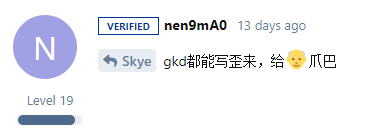 N
VERIFIED nen9mA0 13 days ago
Skye gkd都能写歪来，给👴爪巴
Level 19